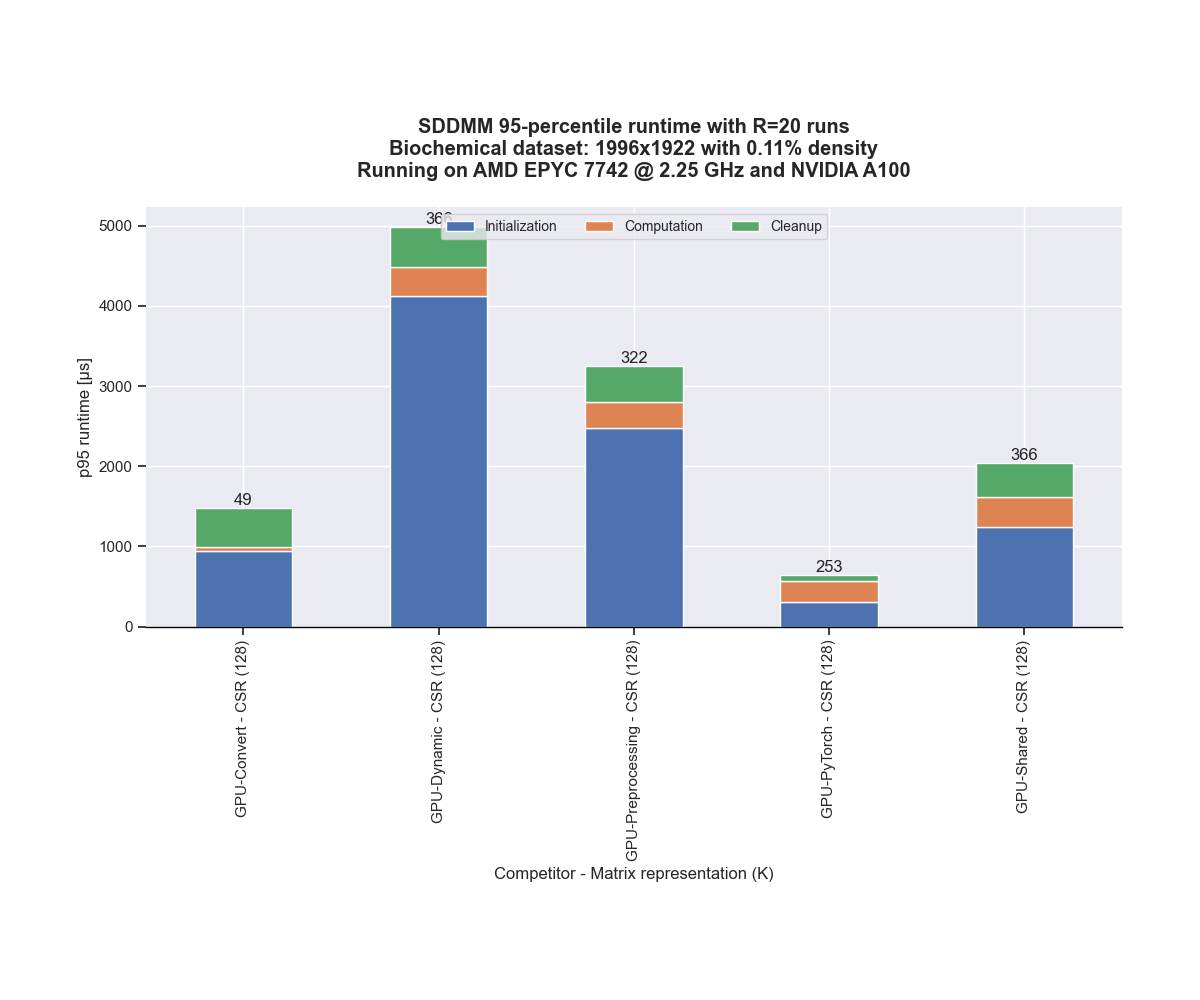 SDDMM 95-percentile runtime with R=20 runs
Biochemical dataset: 1996x1922 with 0.11% density
Running on AMD EPYC 7742 @ 2.25 GHz and NVIDIA A100
366
Initialization
Computation
Cleanup
5000
4000
3000
2000
1000
0
p95 runtime [µs]
49
322
253
366
GPU-Convert - CSR (128)
GPU-Dynamic - CSR (128)
GPU-Preprocessing - CSR (128)
GPU-PyTorch - CSR (128)
GPU-Shared - CSR (128)
Competitor - Matrix representation (K)